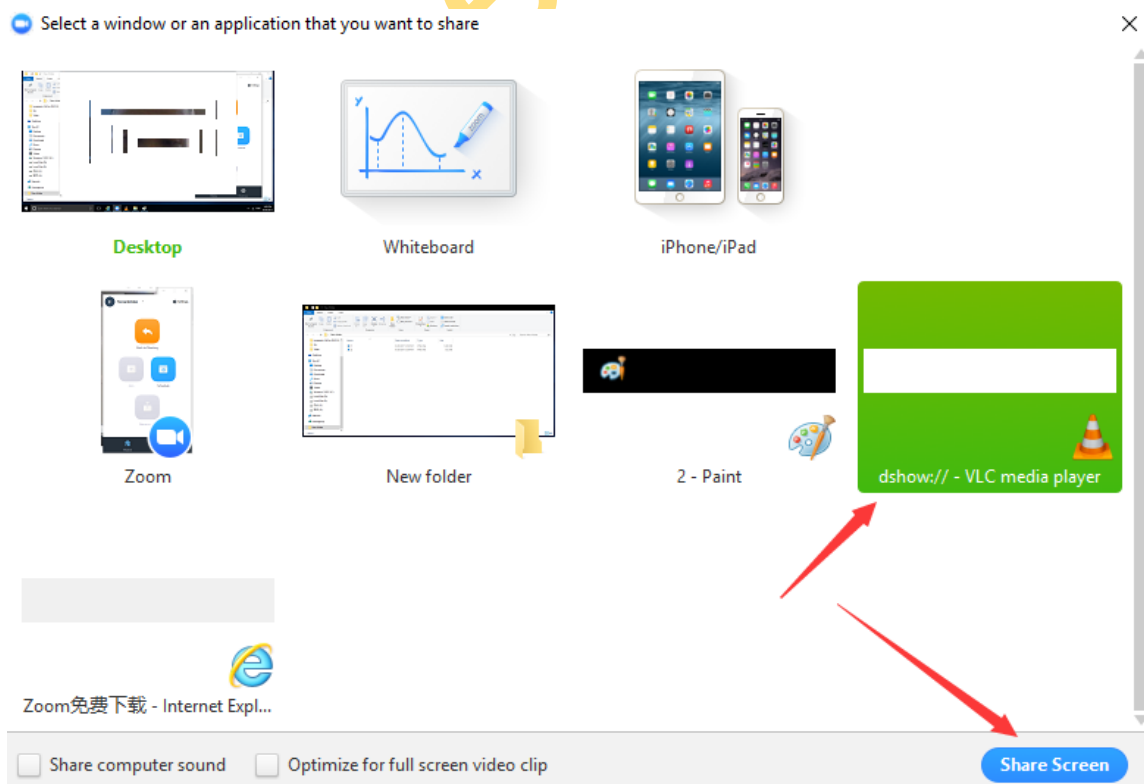 Select a window or an application that you want to share
Desktop
Whiteboard
iPhone/iPad
Zoom
New folder
2 - Paint
dshow:// - VLC media player
Zoom免费下载 - Internet Expl...
Share computer sound
Optimize for full screen video clip
Share Screen